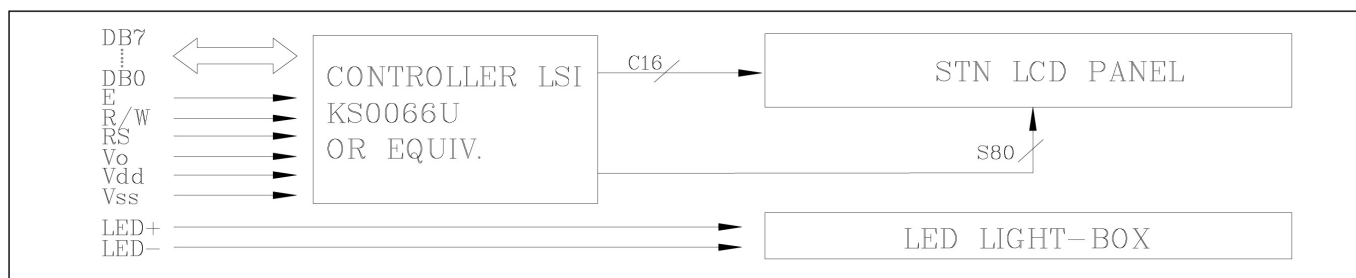 DB7
DB0
E
R/W
RS
Vo
Vdd
Vss
LED+
LED-
CONTROLLER LSI
KS0066U
OR EQUIV.
C16
STN LCD PANEL
S80
LED LIGHT-BOX